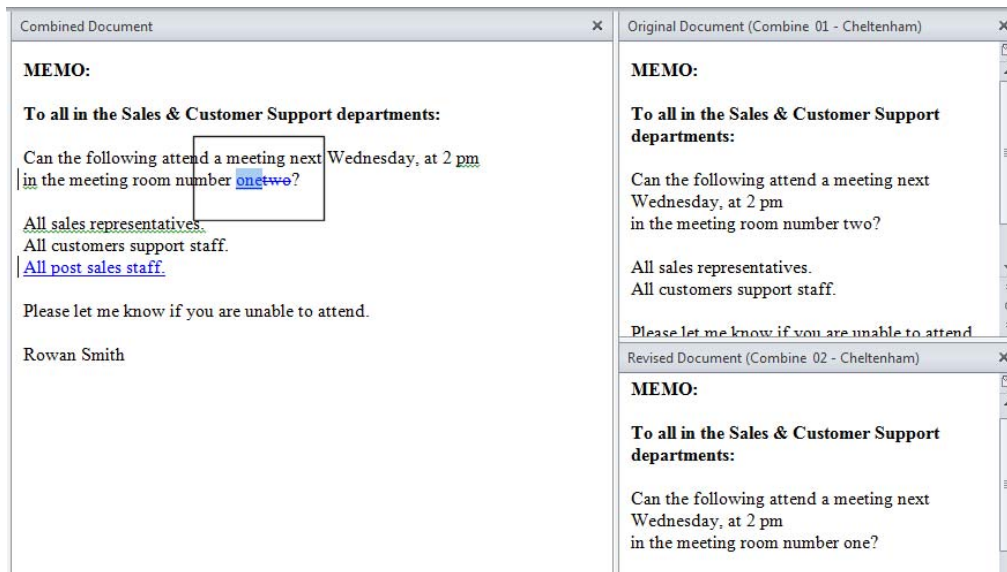 Combined Document
MEMO:
To all in the Sales & Customer Support departments:
Can the following attend a meeting next Wednesday, at 2 pm
in the meeting room number onetwo?
All sales representatives.
All customers support staff.
All post sales staff.
Please let me know if you are unable to attend.
Rowan Smith
Original Document (Combine 01 - Cheltenham)
MEMO:
To all in the Sales & Customer Support
departments:
Can the following attend a meeting next
Wednesday, at 2 pm
in the meeting room number two?
All sales representatives.
All customers support staff.
Please let me know if you are unable to attend
Revised Document (Combine 02 - Cheltenham)
MEMO:
To all in the Sales & Customer Support
departments:
Can the following attend a meeting next
Wednesday, at 2 pm
in the meeting room number one?